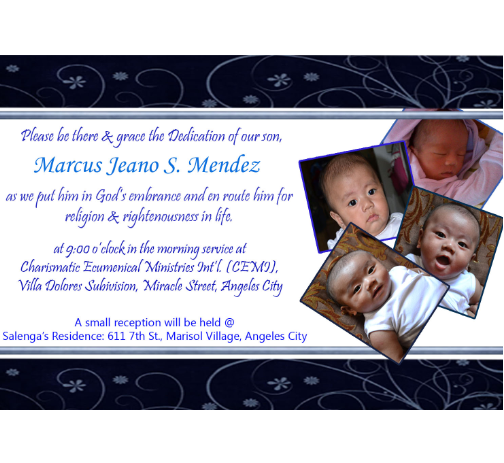 Please be there & grace the Dedication of our son,
Marcus Jeano S. Mendez
as we put him in God's embrance and en route him for
religion & rightenousness in life.
at 9:00 o'clock in the morning service at
Charismatic Ecumenical Ministries Int'l. (CEMI),
Villa Dolores Subivision, Miracle Street, Angeles City
A small reception will be held @
Salenga's Residence: 611 7th St., Marisol Village, Angeles City